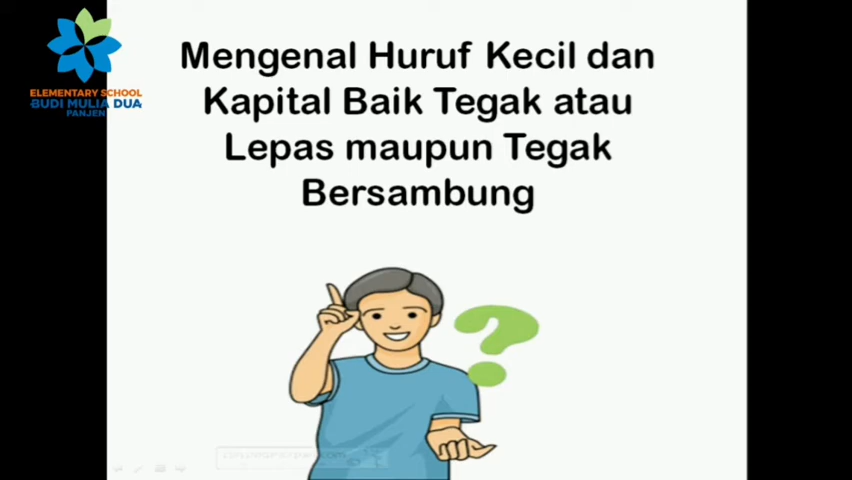 ELEMENTARY SCHOOL
BUDI MULIA DUA
PANJEN
Mengenal Huruf Kecil dan
Kapital Baik Tegak atau
Lepas maupun Tegak
Bersambung